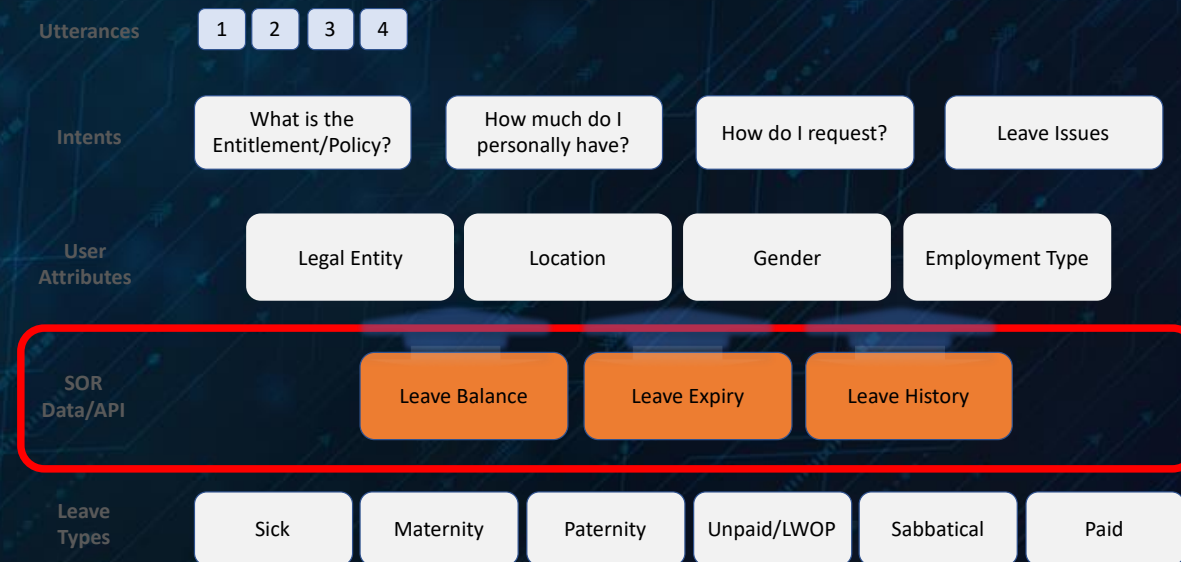 Utterances
1
2
3
4
Intents
What is the
Entitlement/Policy?
How much do I
personally have?
How do I request?
Leave Issues
User
Attributes
Legal Entity
Location
Gender
Employment Type
SOR
Data/API
Leave Balance
Leave Expiry
Leave History
Leave
Types
Sick
Maternity
Paternity
Unpaid/LWOP
Sabbatical
Paid